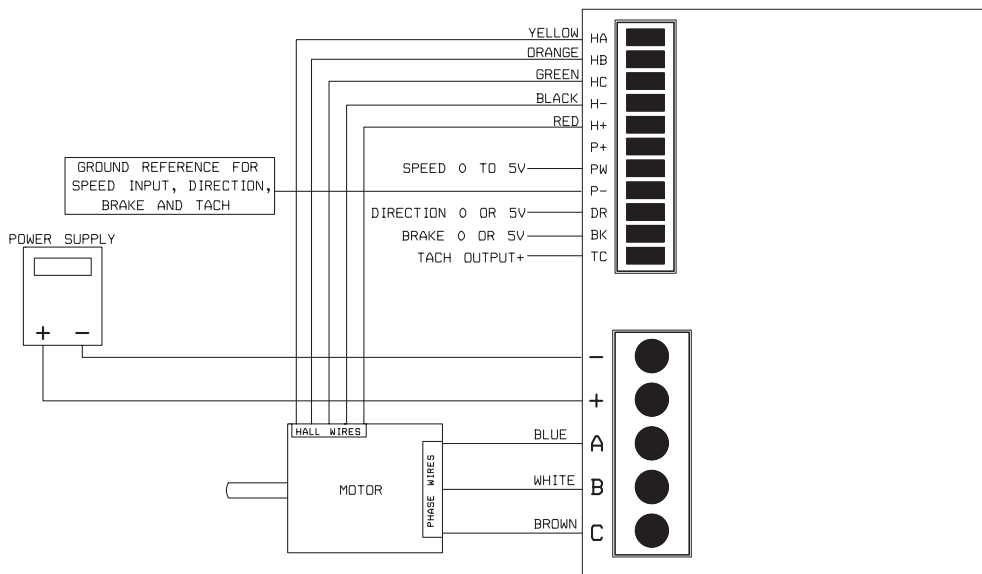 YELLOW HA
ORANGE HB
GREEN HC
BLACK H-
RED H+
P+
SPEED 0 TO 5V PW
GROUND REFERENCE FOR
SPEED INPUT, DIRECTION,
BRAKE AND TACH
P-
DIRECTION 0 OR 5V DR
BRAKE 0 OR 5V BK
TACH OUTPUT+ TC
POWER SUPPLY
+ -
-
+
HALL WIRES
BLUE A
WHITE B
BROWN C
MOTOR
PHASE WIRES